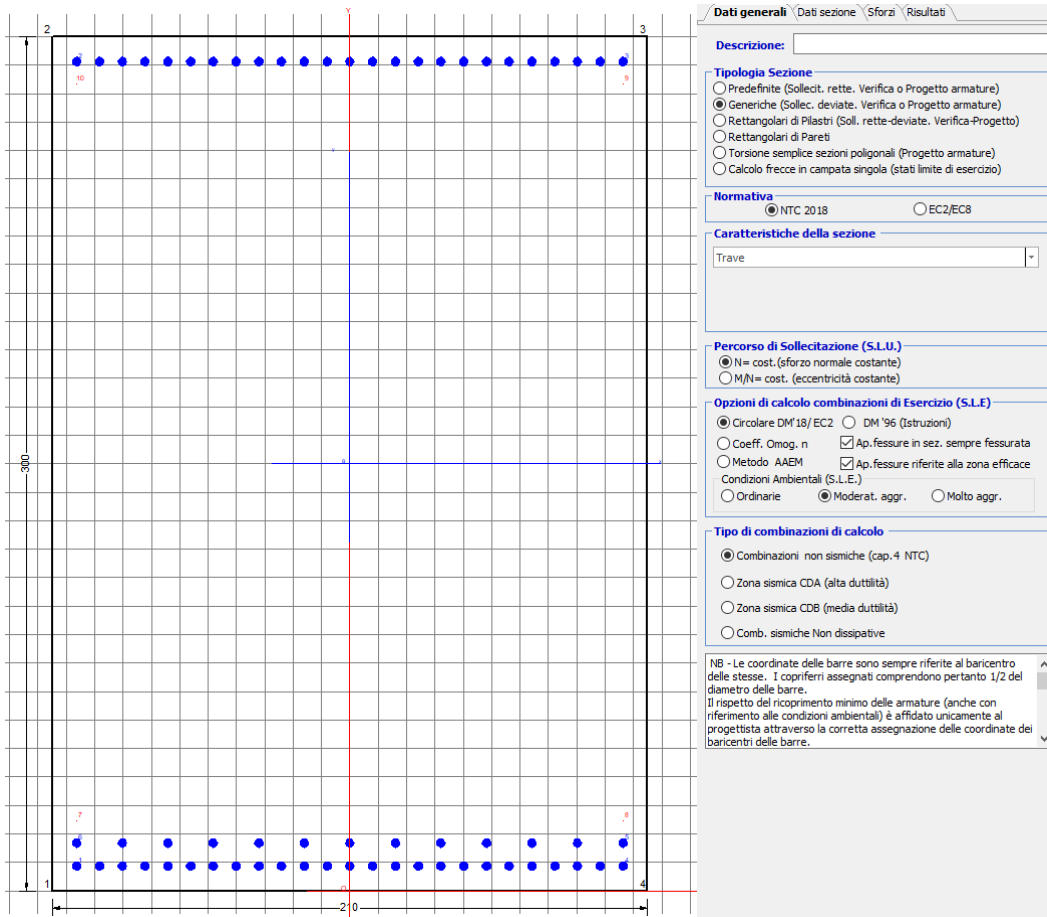 Y
2
3
10
9
300
7
8
6
5
1
4
1
4
210
Dati generali
Dati sezione
Sforzi
Risultati
Descrizione:
Tipologia Sezione
Predefinite (Sollecit. rette. Verifica o Progetto armature)
Generiche (Sollec. deviate. Verifica o Progetto armature)
Rettangolari di Pilastri (Soll. rette-deviate. Verifica-Progetto)
Rettangolari di Pareti
Torsione semplice sezioni poligonali (Progetto armature)
Calcolo frecce in campata singola (stati limite di esercizio)
Normativa
NTC 2018
EC2/EC8
Caratteristiche della sezione
Trave
Percorso di Sollecitazione (S.L.U.)
N= cost.(sforzo normale costante)
M/N= cost. (eccentricità costante)
Opzioni di calcolo combinazioni di Esercizio (S.L.E)
Circolare DM'18/ EC2
DM '96 (Istruzioni)
Coeff. Omog. n
Ap.fessure in sez. sempre fessurata
Metodo AAEM
Ap.fessure riferite alla zona efficace
Condizioni Ambientali (S.L.E.)
Ordinarie
Moderat. aggr.
Molto aggr.
Tipo di combinazioni di calcolo
Combinazioni non sismiche (cap.4 NTC)
Zona sismica CDA (alta duttilità)
Zona sismica CDB (media duttilità)
Comb. sismiche Non dissipative
NB - Le coordinate delle barre sono sempre riferite al baricentro
delle stesse. I copriferri assegnati comprendono pertanto 1/2 del
diametro delle barre.
Il rispetto del ricoprimento minimo delle armature (anche con
riferimento alle condizioni ambientali) è affidato unicamente al
progettista attraverso la corretta assegnazione delle coordinate dei
baricentri delle barre.